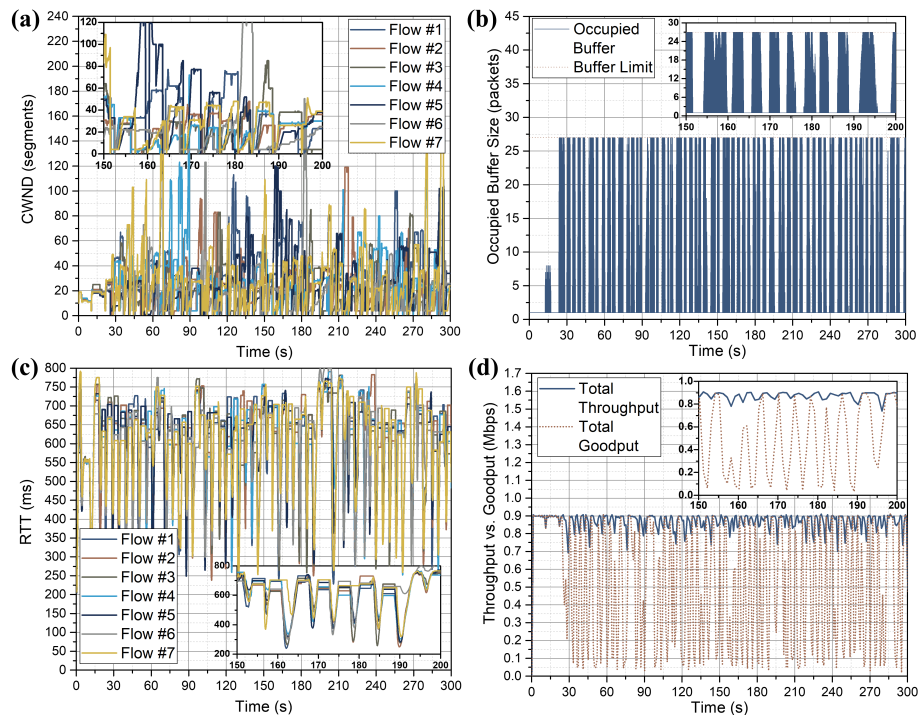 (a)
CWND (segments)
240
220
200
180
160
140
120
100
80
60
40
20
0
120
100
80
60
40
20
0
150 160 170 180 190 200
Flow #1
Flow #2
Flow #3
Flow #4
Flow #5
Flow #6
Flow #7
0 30 60 90 120 150 180 210 240 270 300
Time (s)
(b)
Occupied Buffer Size (packets)
45
40
35
30
25
20
15
10
5
0
Occupied
Buffer
Buffer Limit
30
24
18
12
6
0
150 160 170 180 190 200
0 30 60 90 120 150 180 210 240 270 300
Time (s)
(c)
RTT (ms)
800
750
700
650
600
550
500
450
400
350
300
250
200
150
100
50
0
Flow #1
Flow #2
Flow #3
Flow #4
Flow #5
Flow #6
Flow #7
800
600
400
200
150 160 170 180 190 200
0 30 60 90 120 150 180 210 240 270 300
Time (s)
(d)
Throughput vs. Goodput (Mbps)
1.7
1.6
1.5
1.4
1.3
1.2
1.1
1.0
0.9
0.8
0.7
0.6
0.5
0.4
0.3
0.2
0.1
0.0
Total
Throughput
Total
Goodput
1.0
0.8
0.6
0.4
0.2
0.0
150 160 170 180 190 200
0 30 60 90 120 150 180 210 240 270 300
Time (s)